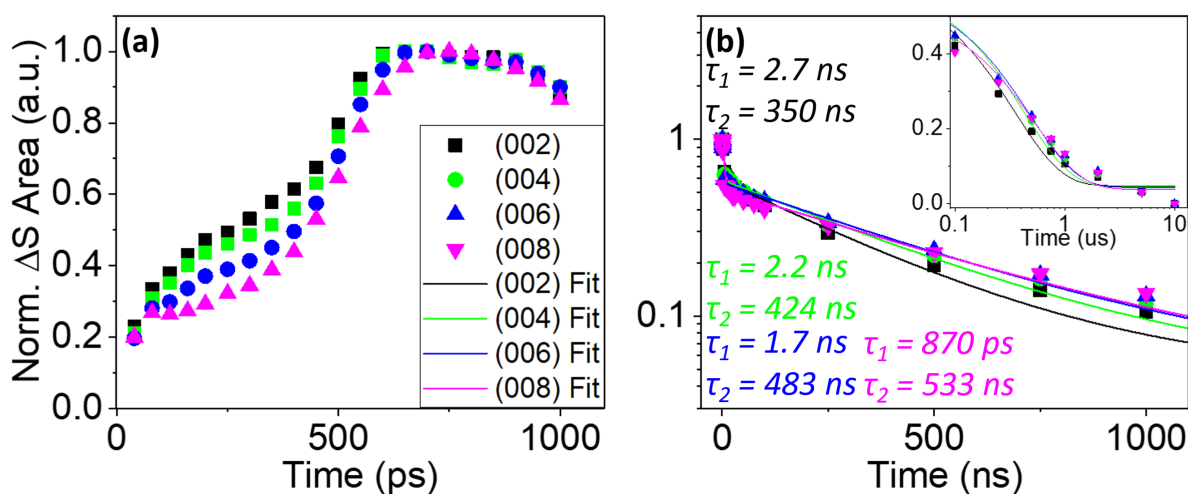 (a)
Norm. ΔS Area (a.u.)
1.0
0.8
0.6
0.4
0.2
0.0
(002)
(004)
(006)
(008)
(002) Fit
(004) Fit
(006) Fit
(008) Fit
0
500
1000
Time (ps)
(b)
τ1 = 2.7 ns
τ2 = 350 ns
1
0.1
τ1 = 2.2 ns
τ2 = 424 ns
τ1 = 1.7 ns τ1 = 870 ps
τ2 = 483 ns τ2 = 533 ns
0
500
1000
Time (ns)
0.4
0.2
0.0
0.1
1
10
Time (us)